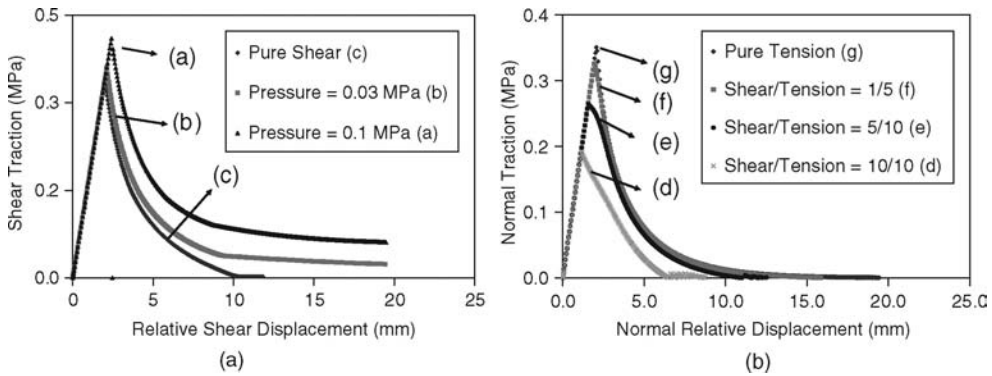 0.5
0.3
0.2
0.0
Shear Traction (MPa)
(a)
(b)
(c)
Pure Shear (c)
Pressure = 0.03 MPa (b)
Pressure = 0.1 MPa (a)
0 5 10 15 20 25
Relative Shear Displacement (mm)
(a)
0.4
0.3
0.2
0.1
0.0
Normal Traction (MPa)
(g)
(f)
(e)
(d)
Pure Tension (g)
Shear/Tension = 1/5 (f)
Shear/Tension = 5/10 (e)
Shear/Tension = 10/10 (d)
0.0 5.0 10.0 15.0 20.0 25.0
Normal Relative Displacement (mm)
(b)